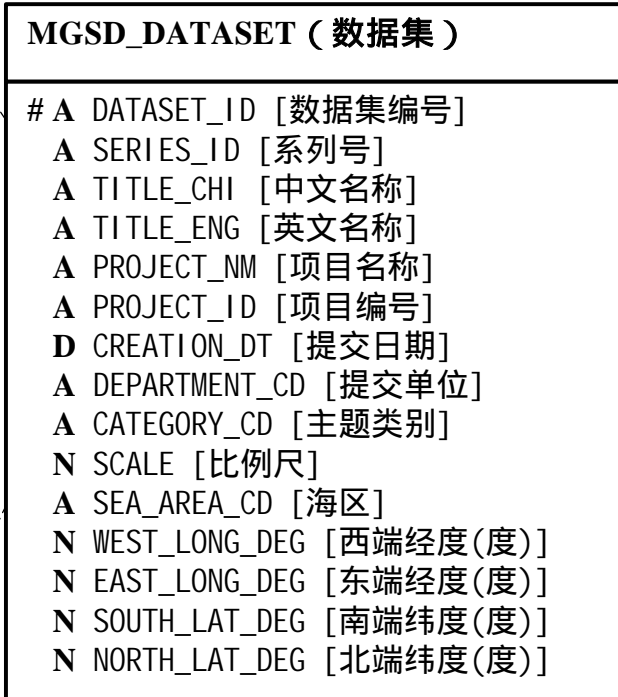 MGSD_DATASET（数据集）
# A DATASET_ID [数据集编号]
A SERIES_ID [系列号]
A TITLE_CHI [中文名称]
A TITLE_ENG [英文名称]
A PROJECT_NM [项目名称]
A PROJECT_ID [项目编号]
D CREATION_DT [提交日期]
A DEPARTMENT_CD [提交单位]
A CATEGORY_CD [主题类别]
N SCALE [比例尺]
A SEA_AREA_CD [海区]
N WEST_LONG_DEG [西端经度(度)]
N EAST_LONG_DEG [东端经度(度)]
N SOUTH_LAT_DEG [南端纬度(度)]
N NORTH_LAT_DEG [北端纬度(度)]